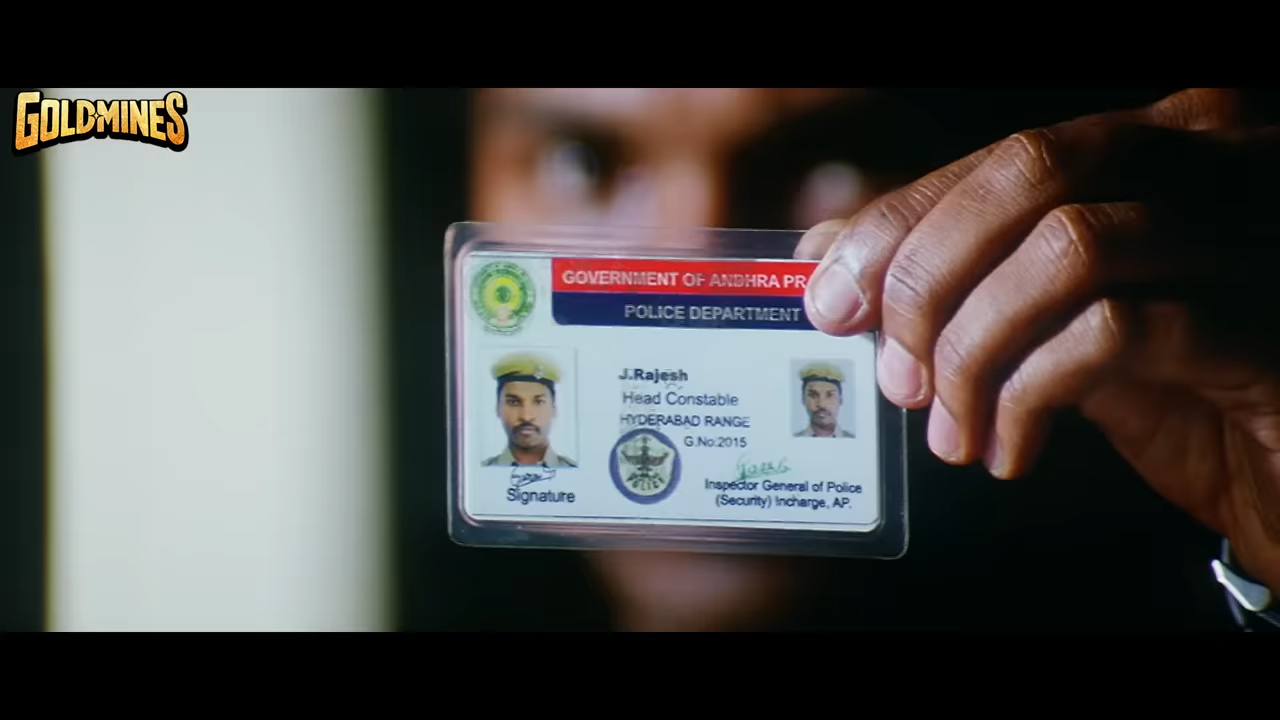 GOLDMINES
GOVERNMENT OF ANDHRA PR
POLICE DEPARTMENT
J.Rajesh
Head Constable
HYDERABAD RANGE
G.No:2015
POLICE
Signature
Inspector General of Police
(Security) Incharge, AP.